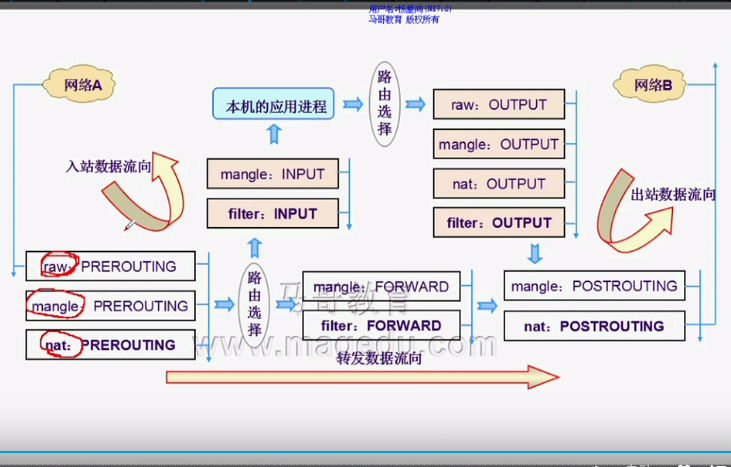 马哥教育 版权所有
网络A
网络B
本机的应用进程
路由选择
raw：OUTPUT
mangle：OUTPUT
nat：OUTPUT
filter：OUTPUT
mangle：INPUT
filter：INPUT
入站数据流向
出站数据流向
raw：PREROUTING
mangle：PREROUTING
nat：PREROUTING
路由选择
mangle：FORWARD
filter：FORWARD
mangle：POSTROUTING
nat：POSTROUTING
马哥教育
www.magedu.com
转发数据流向